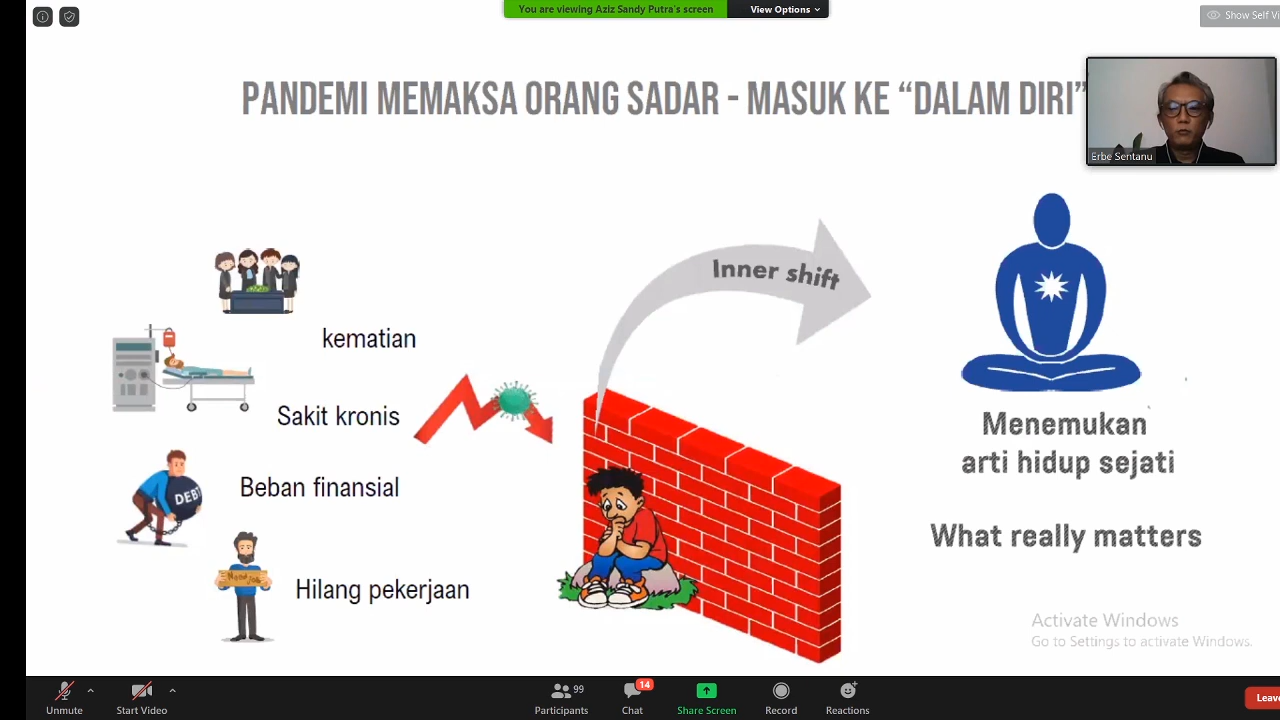 You are viewing Aziz Sandy Putra's screen
View Options
Show Self Vi
PANDEMI MEMAKSA ORANG SADAR - MASUK KE “DALAM DIRI”
Erbe Sentanu
Inner shift
kematian
Sakit kronis
DEBT
Beban finansial
Hilang pekerjaan
Menemukan
arti hidup sejati
What really matters
Activate Windows
Go to Settings to activate Windows.
Unmute
Start Video
99
Participants
14
Chat
Share Screen
Record
Reactions
Leav